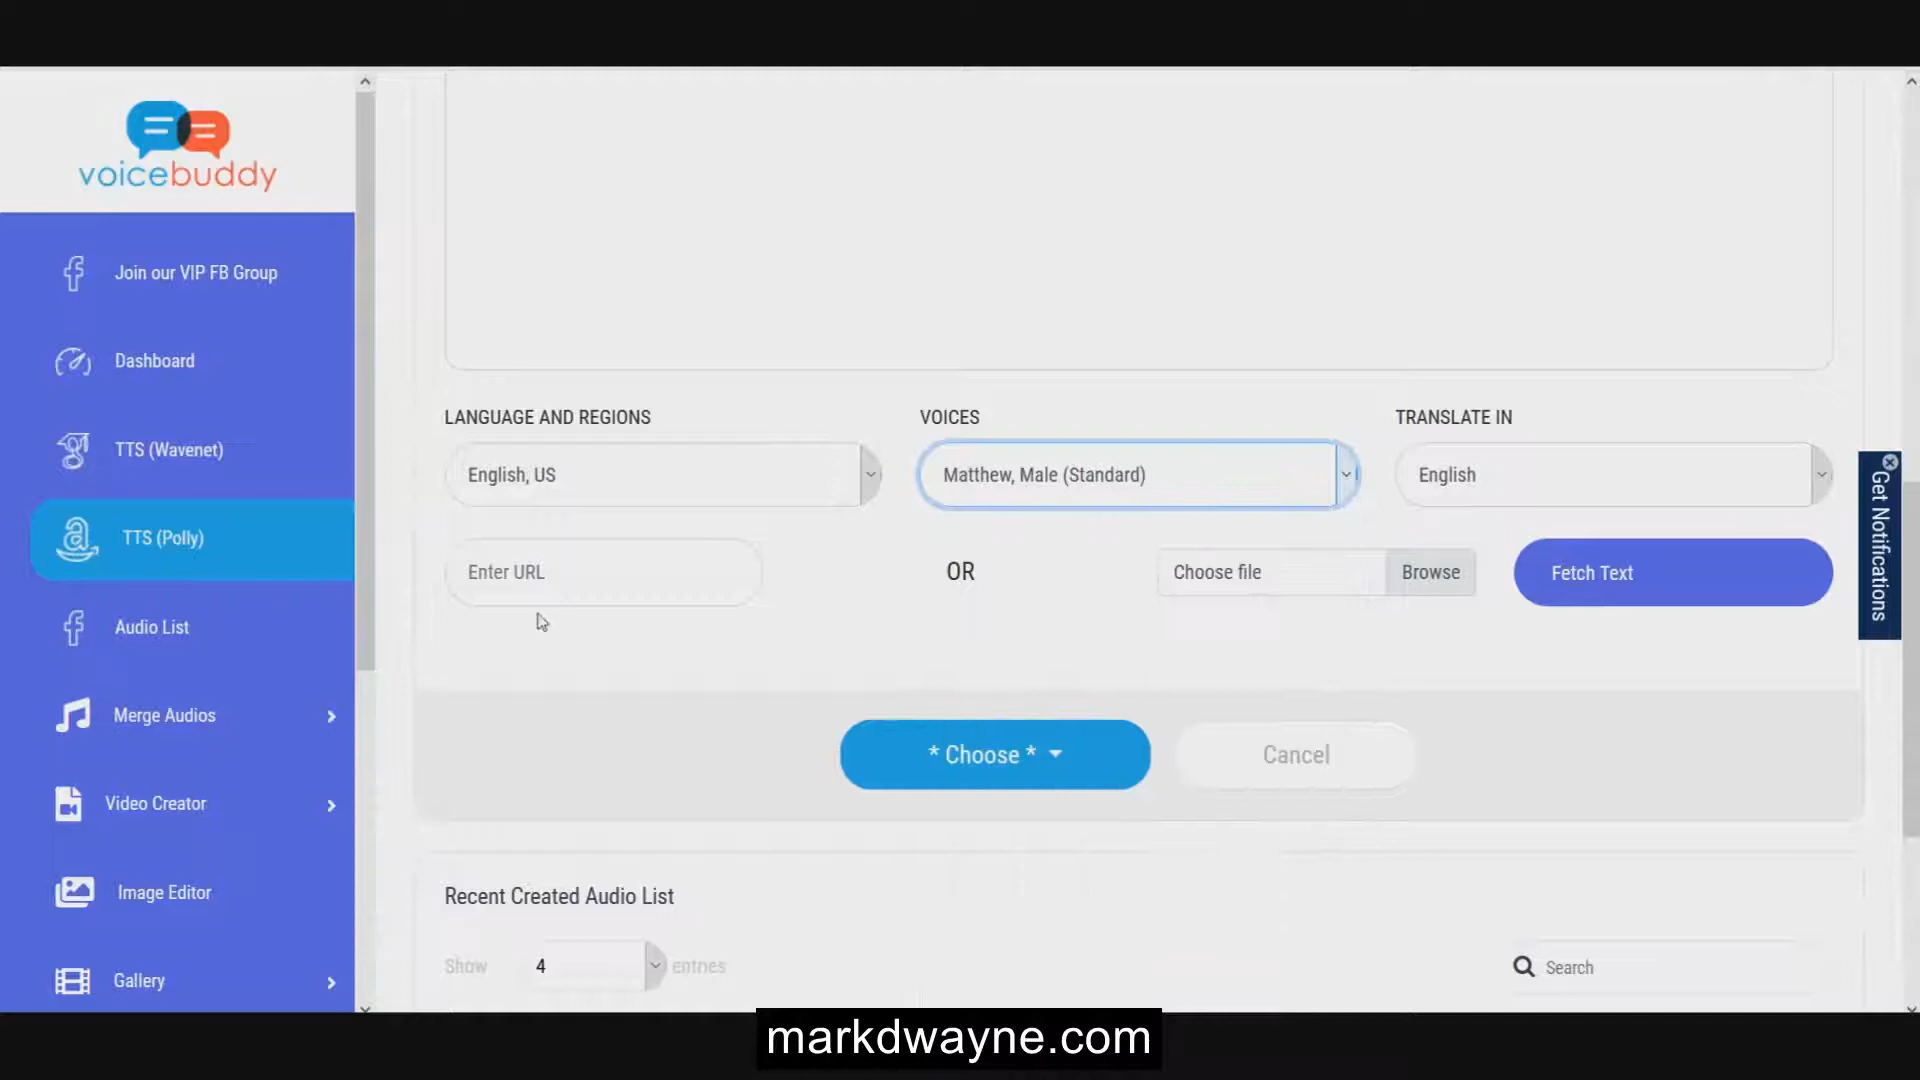 voicebuddy
Join our VIP FB Group
Dashboard
TTS (Wavenet)
TTS (Polly)
Audio List
Merge Audios
Video Creator
Image Editor
Gallery
LANGUAGE AND REGIONS
English, US
VOICES
Matthew, Male (Standard)
TRANSLATE IN
English
Enter URL
OR
Choose file
Browse
Fetch Text
* Choose *
Cancel
Recent Created Audio List
Show 4 entries
Search
Get Notifications
markdwayne.com